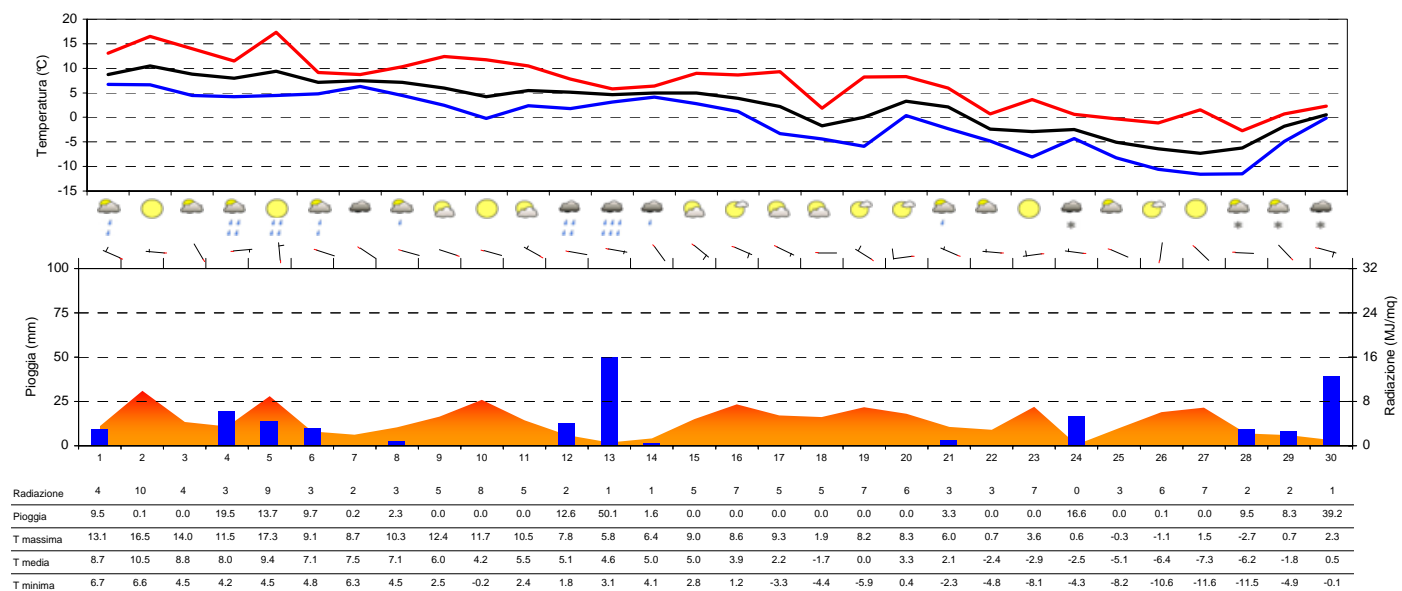 20
15
10
5
0
-5
-10
-15
Temperatura (°C)
100
75
50
25
0
Pioggia (mm)
32
24
16
8
0
Radiazione (MJ/mq)
1 2 3 4 5 6 7 8 9 10 11 12 13 14 15 16 17 18 19 20 21 22 23 24 25 26 27 28 29 30
Radiazione 4 10 4 3 9 3 2 3 5 8 5 2 1 1 5 7 5 5 7 6 3 3 7 0 3 6 7 2 2 1
Pioggia 9.5 0.1 0.0 19.5 13.7 9.7 0.2 2.3 0.0 0.0 0.0 12.6 50.1 1.6 0.0 0.0 0.0 0.0 0.0 0.0 3.3 0.0 0.0 16.6 0.0 0.1 0.0 9.5 8.3 39.2
T massima 13.1 16.5 14.0 11.5 17.3 9.1 8.7 10.3 12.4 11.7 10.5 7.8 5.8 6.4 9.0 8.6 9.3 1.9 8.2 8.3 6.0 0.7 3.6 0.6 -0.3 -1.1 1.5 -2.7 0.7 2.3
T media 8.7 10.5 8.8 8.0 9.4 7.1 7.5 7.1 6.0 4.2 5.5 5.1 4.6 5.0 5.0 3.9 2.2 -1.7 0.0 3.3 2.1 -2.4 -2.9 -2.5 -5.1 -6.4 -7.3 -6.2 -1.8 0.5
T minima 6.7 6.6 4.5 4.2 4.5 4.8 6.3 4.5 2.5 -0.2 2.4 1.8 3.1 4.1 2.8 1.2 -3.3 -4.4 -5.9 0.4 -2.3 -4.8 -8.1 -4.3 -8.2 -10.6 -11.6 -11.5 -4.9 -0.1